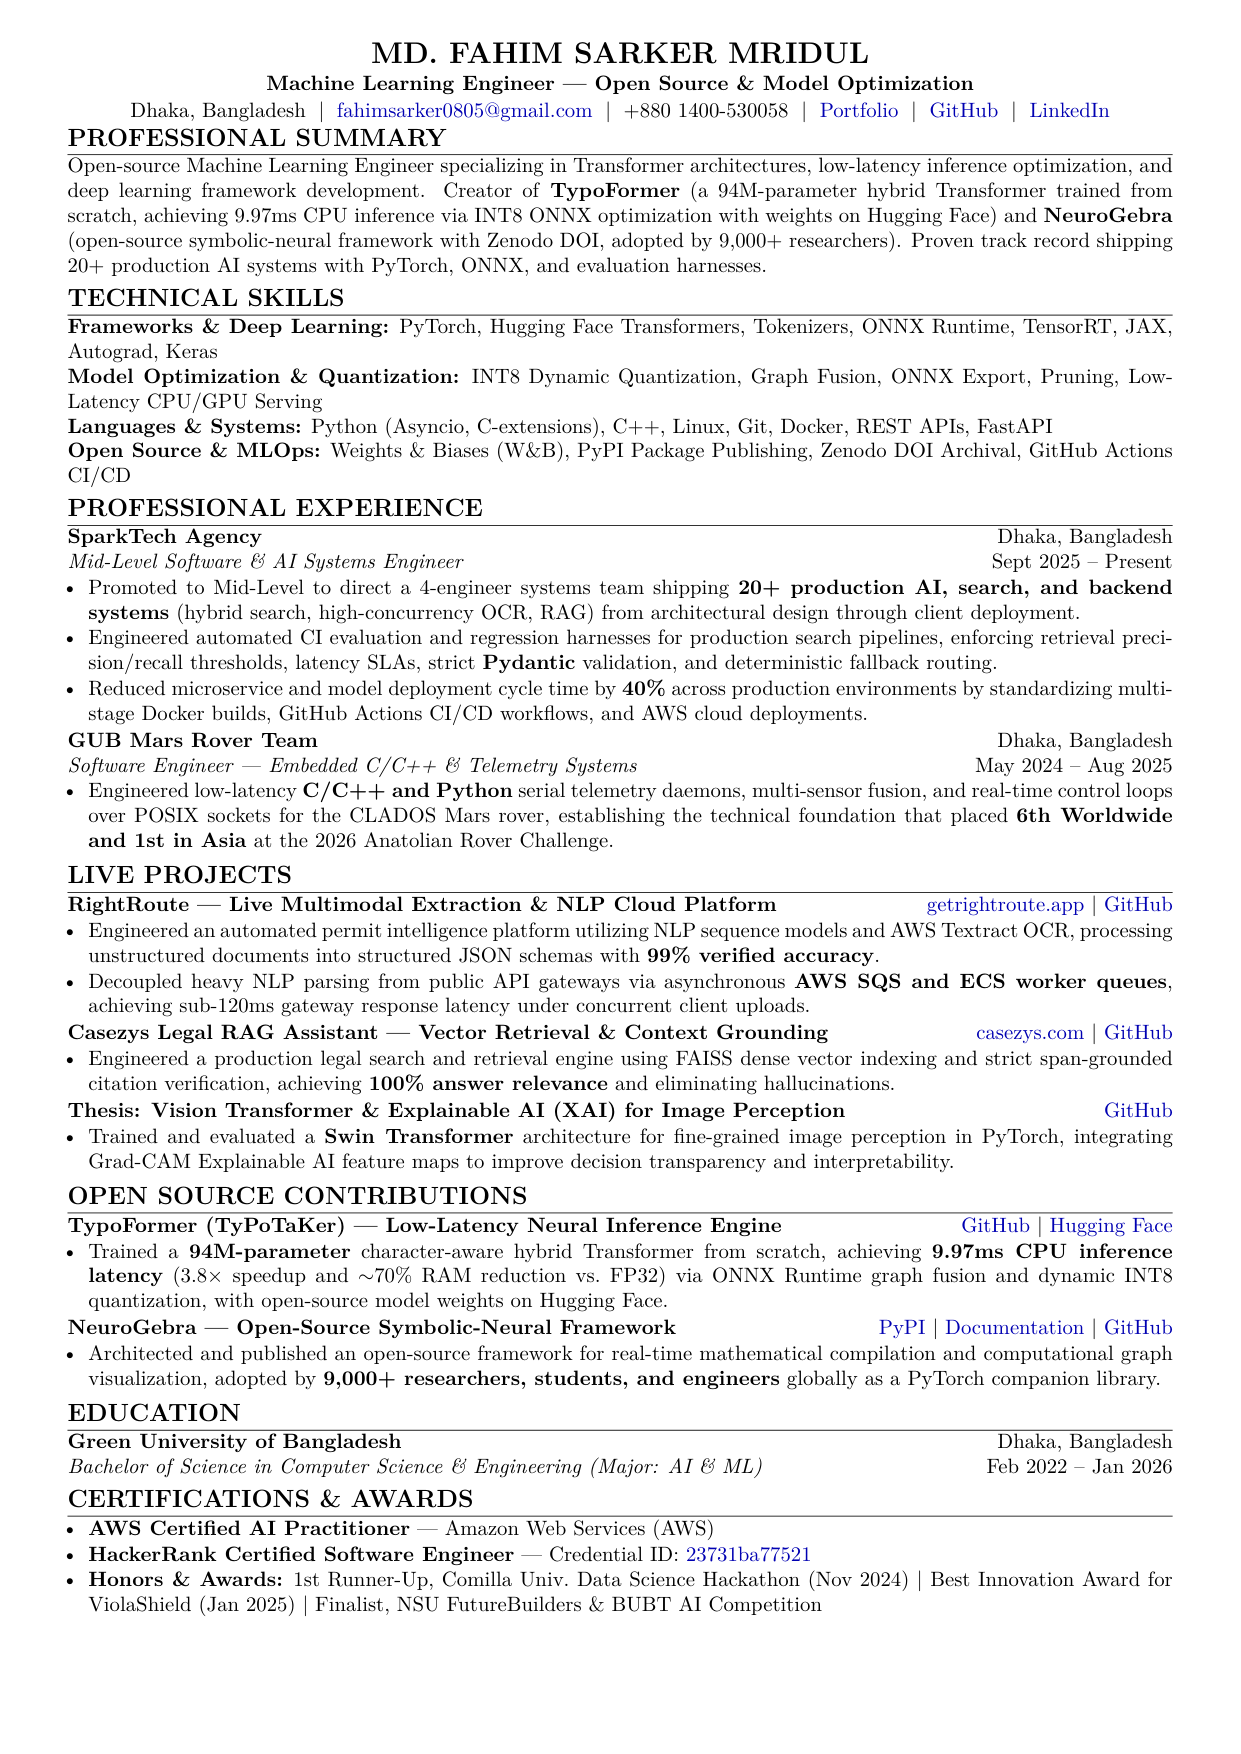 MD. FAHIM SARKER MRIDUL
Machine Learning Engineer — Open Source & Model Optimization
Dhaka, Bangladesh | fahimsarker0805@gmail.com | +880 1400-530058 | Portfolio | GitHub | LinkedIn
PROFESSIONAL SUMMARY
Open-source Machine Learning Engineer specializing in Transformer architectures, low-latency inference optimization, and
deep learning framework development. Creator of TypoFormer (a 94M-parameter hybrid Transformer trained from
scratch, achieving 9.97ms CPU inference via INT8 ONNX optimization with weights on Hugging Face) and NeuroGebra
(open-source symbolic-neural framework with Zenodo DOI, adopted by 9,000+ researchers). Proven track record shipping
20+ production AI systems with PyTorch, ONNX, and evaluation harnesses.
TECHNICAL SKILLS
Frameworks & Deep Learning: PyTorch, Hugging Face Transformers, Tokenizers, ONNX Runtime, TensorRT, JAX,
Autograd, Keras
Model Optimization & Quantization: INT8 Dynamic Quantization, Graph Fusion, ONNX Export, Pruning, Low-
Latency CPU/GPU Serving
Languages & Systems: Python (Asyncio, C-extensions), C++, Linux, Git, Docker, REST APIs, FastAPI
Open Source & MLOps: Weights & Biases (W&B), PyPI Package Publishing, Zenodo DOI Archival, GitHub Actions
CI/CD
PROFESSIONAL EXPERIENCE
SparkTech Agency Dhaka, Bangladesh
Mid-Level Software & AI Systems Engineer Sept 2025 – Present
• Promoted to Mid-Level to direct a 4-engineer systems team shipping 20+ production AI, search, and backend
systems (hybrid search, high-concurrency OCR, RAG) from architectural design through client deployment.
• Engineered automated CI evaluation and regression harnesses for production search pipelines, enforcing retrieval preci-
sion/recall thresholds, latency SLAs, strict Pydantic validation, and deterministic fallback routing.
• Reduced microservice and model deployment cycle time by 40% across production environments by standardizing multi-
stage Docker builds, GitHub Actions CI/CD workflows, and AWS cloud deployments.
GUB Mars Rover Team Dhaka, Bangladesh
Software Engineer — Embedded C/C++ & Telemetry Systems May 2024 – Aug 2025
• Engineered low-latency C/C++ and Python serial telemetry daemons, multi-sensor fusion, and real-time control loops
over POSIX sockets for the CLADOS Mars rover, establishing the technical foundation that placed 6th Worldwide
and 1st in Asia at the 2026 Anatolian Rover Challenge.
LIVE PROJECTS
RightRoute — Live Multimodal Extraction & NLP Cloud Platform getrightroute.app | GitHub
• Engineered an automated permit intelligence platform utilizing NLP sequence models and AWS Textract OCR, processing
unstructured documents into structured JSON schemas with 99% verified accuracy.
• Decoupled heavy NLP parsing from public API gateways via asynchronous AWS SQS and ECS worker queues,
achieving sub-120ms gateway response latency under concurrent client uploads.
Casezys Legal RAG Assistant — Vector Retrieval & Context Grounding casezys.com | GitHub
• Engineered a production legal search and retrieval engine using FAISS dense vector indexing and strict span-grounded
citation verification, achieving 100% answer relevance and eliminating hallucinations.
Thesis: Vision Transformer & Explainable AI (XAI) for Image Perception GitHub
• Trained and evaluated a Swin Transformer architecture for fine-grained image perception in PyTorch, integrating
Grad-CAM Explainable AI feature maps to improve decision transparency and interpretability.
OPEN SOURCE CONTRIBUTIONS
TypoFormer (TyPoTaKer) — Low-Latency Neural Inference Engine GitHub | Hugging Face
• Trained a 94M-parameter character-aware hybrid Transformer from scratch, achieving 9.97ms CPU inference
latency (3.8× speedup and ~70% RAM reduction vs. FP32) via ONNX Runtime graph fusion and dynamic INT8
quantization, with open-source model weights on Hugging Face.
NeuroGebra — Open-Source Symbolic-Neural Framework PyPI | Documentation | GitHub
• Architected and published an open-source framework for real-time mathematical compilation and computational graph
visualization, adopted by 9,000+ researchers, students, and engineers globally as a PyTorch companion library.
EDUCATION
Green University of Bangladesh Dhaka, Bangladesh
Bachelor of Science in Computer Science & Engineering (Major: AI & ML) Feb 2022 – Jan 2026
CERTIFICATIONS & AWARDS
• AWS Certified AI Practitioner — Amazon Web Services (AWS)
• HackerRank Certified Software Engineer — Credential ID: 23731ba77521
• Honors & Awards: 1st Runner-Up, Comilla Univ. Data Science Hackathon (Nov 2024) | Best Innovation Award for
ViolaShield (Jan 2025) | Finalist, NSU FutureBuilders & BUBT AI Competition